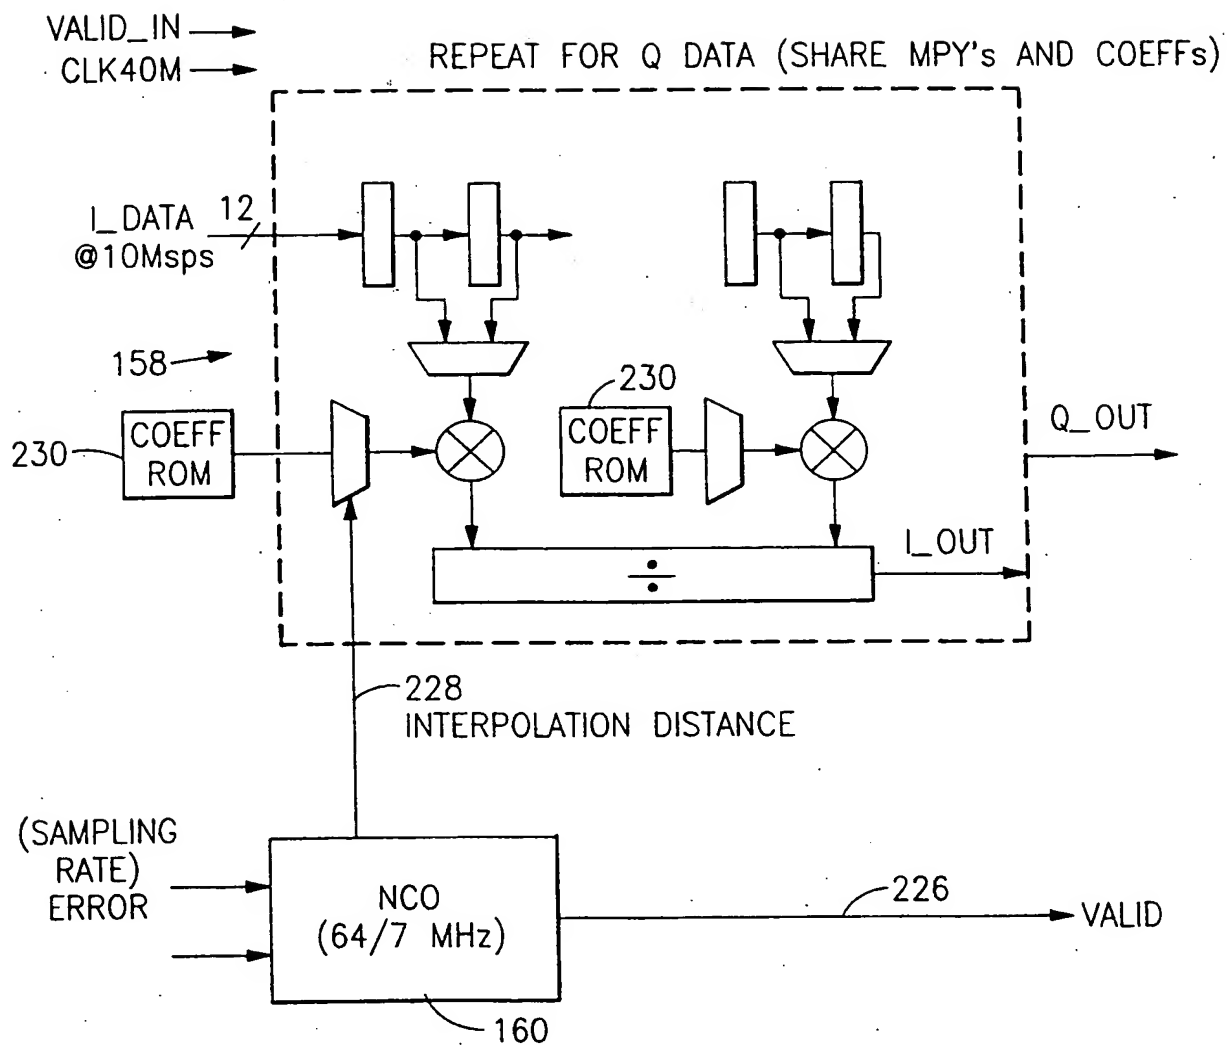 VALID_IN
CLK40M
REPEAT FOR Q DATA (SHARE MPY's AND COEFFs)
I_DATA
@10Msps
12
158
230
COEFF
ROM
230
COEFF
ROM
Q_OUT
I_OUT
÷
228
INTERPOLATION DISTANCE
(SAMPLING
RATE)
ERROR
NCO
(64/7 MHz)
226
VALID
160